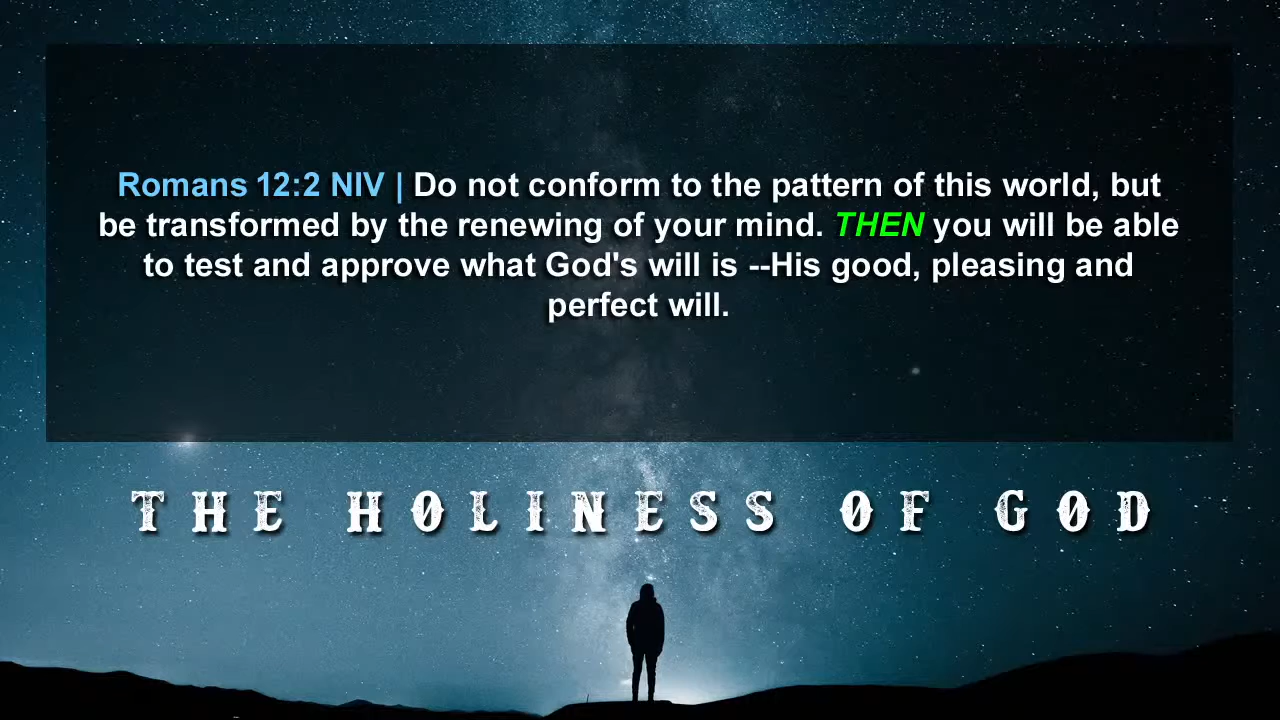 Romans 12:2 NIV | Do not conform to the pattern of this world, but
be transformed by the renewing of your mind. THEN you will be able
to test and approve what God's will is --His good, pleasing and
perfect will.
THE HOLINESS OF GOD